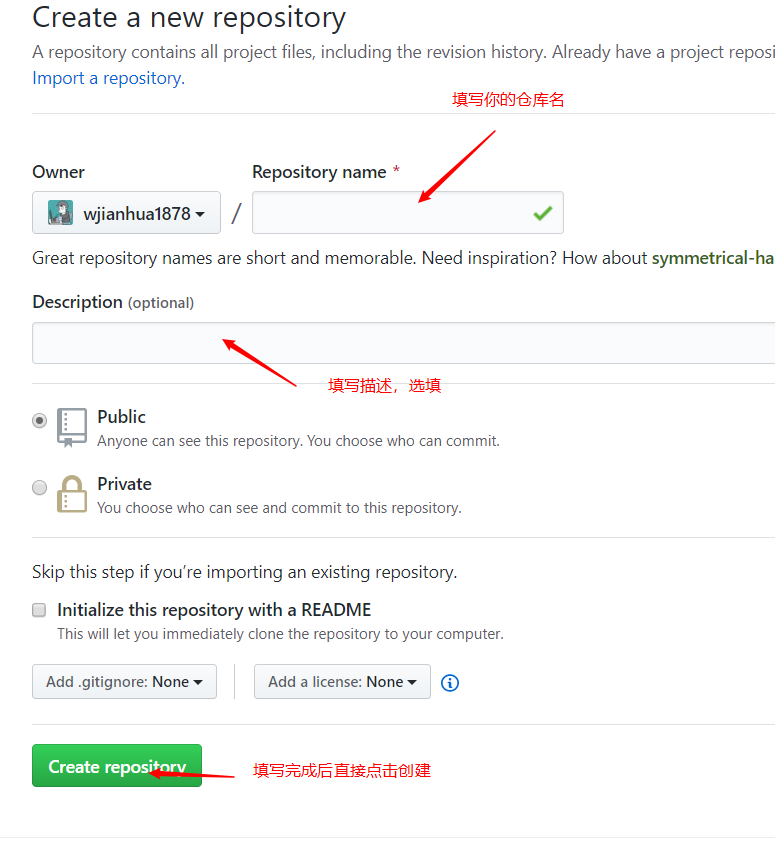 Create a new repository
A repository contains all project files, including the revision history. Already have a project
Import a repository.
填写你的仓库名
Owner
Repository name *
wjianhua1878 /
Great repository names are short and memorable. Need inspiration? How about
Description (optional)
填写描述，选填
Public
Anyone can see this repository. You choose who can commit.
Private
You choose who can see and commit to this repository.
Skip this step if you’re importing an existing repository.
Initialize this repository with a README
This will let you immediately clone the repository to your computer.
Add .gitignore: None
Add a license: None
Create repository
填写完成后直接点击创建